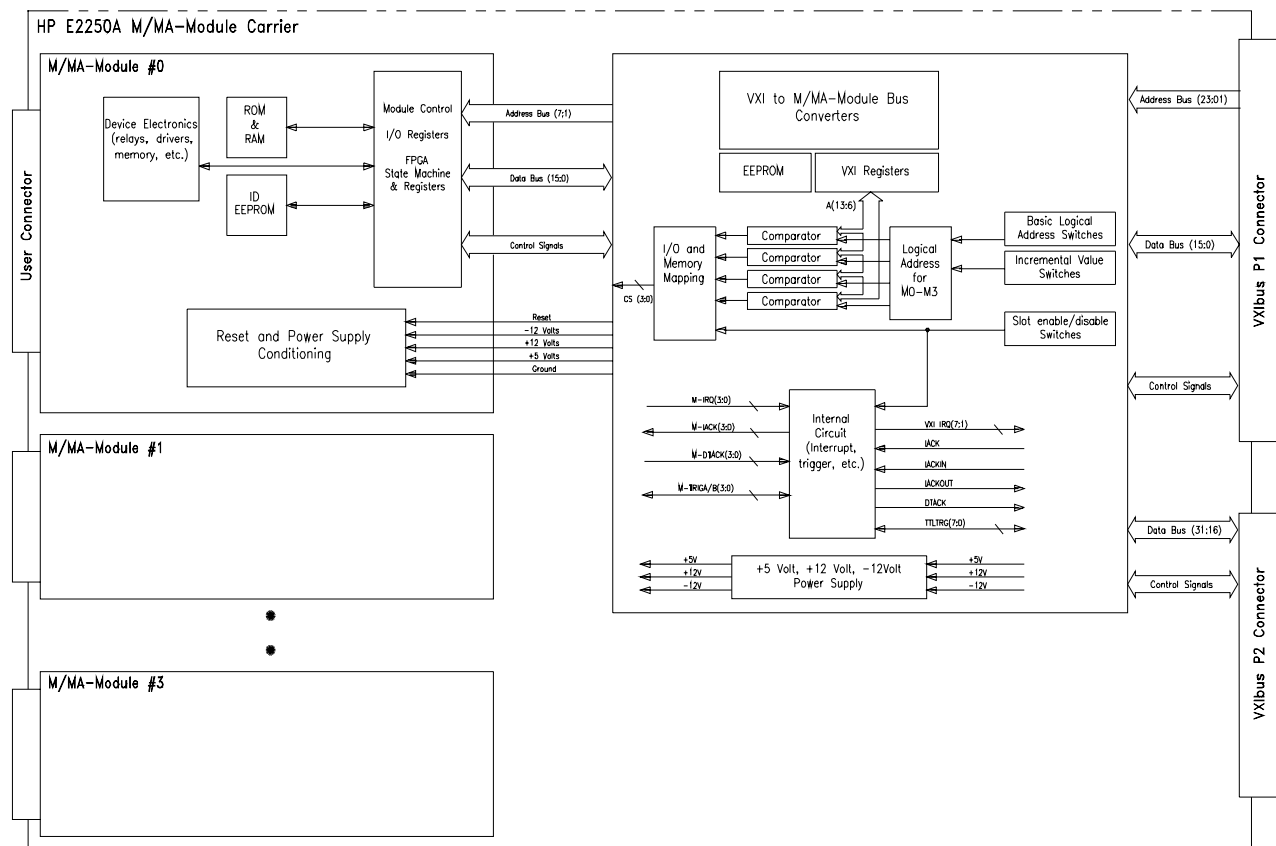 HP E2250A M/MA-Module Carrier
M/MA-Module #0
Device Electronics
(relays, drivers,
memory, etc.)
ROM
&
RAM
ID
EEPROM
Module Control
I/O Registers
FPGA
State Machine
& Registers
Address Bus (7;1)
Data Bus (15;0)
Control Signals
User Connector
Reset and Power Supply
Conditioning
Reset
-12 Volts
+12 Volts
+5 Volts
Ground
M/MA-Module #1
M/MA-Module #3
VXI to M/MA-Module Bus
Converters
EEPROM
VXI Registers
A(13;6)
I/O and
Memory
Mapping
CS (3;0)
Comparator
Comparator
Comparator
Comparator
Logical
Address
for
M0-M3
Basic Logical
Address Switches
Incremental Value
Switches
Slot enable/disable
Switches
M-IRQ(3;0)
M-IACK(3;0)
M-DTACK(3;0)
M-TRIGA/B(3;0)
Internal
Circuit
(Interrupt,
trigger, etc.)
VXI IRQ(7;1)
IACK
IACKIN
IACKOUT
DTACK
TTLTRG(7;0)
+5V
+12V
-12V
+5 Volt, +12 Volt, -12Volt
Power Supply
+5V
+12V
-12V
Address Bus (23;01)
Data Bus (15;0)
Control Signals
VXIbus P1 Connector
Data Bus (31;16)
Control Signals
VXIbus P2 Connector